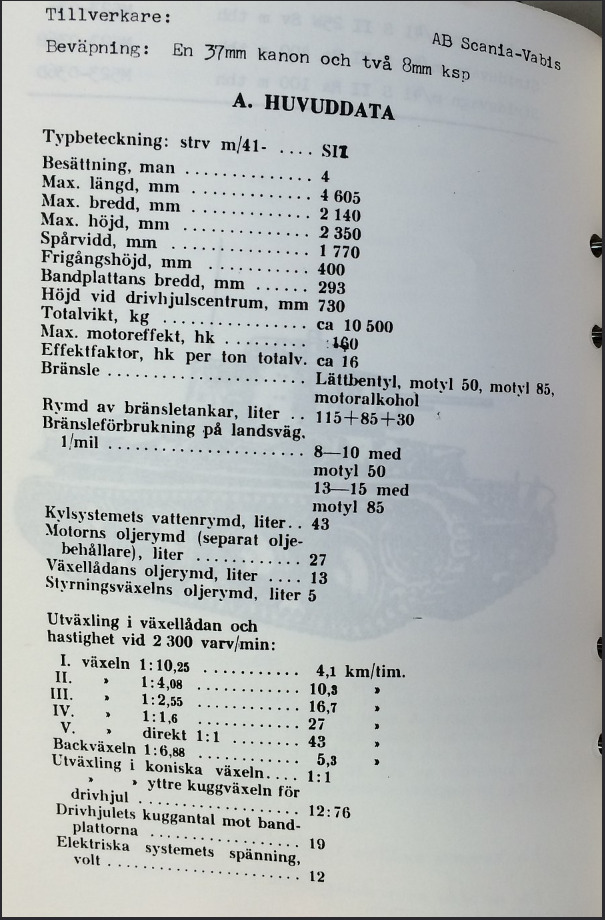 Tillverkare: AB Scania-Vabis
Beväpning: En 37mm kanon och två 8mm ksp
A. HUVUDDATA
Typbeteckning: strv m/41- .... SII
Besättning, man .............. 4
Max. längd, mm ............. 4 605
Max. bredd, mm ............. 2 140
Max. höjd, mm .............. 2 350
Spårvidd, mm ............... 1 770
Frigångshöjd, mm ........... 400
Bandplattans bredd, mm ...... 293
Höjd vid drivhjulscentrum, mm 730
Totalvikt, kg ................ ca 10 500
Max. motoreffekt, hk ......... 160
Effektfaktor, hk per ton totalv. ca 16
Bränsle ...................... Lättbentyl, motyl 50, motyl 85,
motoralkohol
Rymd av bränsletankar, liter .. 115+85+30
Bränsleförbrukning på landsväg,
l/mil ...................... 8—10 med
motyl 50
13—15 med
motyl 85
Kylsystemets vattenrymd, liter.. 43
Motorns oljerymd (separat olje-
behållare), liter ............ 27
Växellådans oljerymd, liter .... 13
Styrningsväxelns oljerymd, liter 5
Utväxling i växellådan och
hastighet vid 2 300 varv/min:
I. växeln 1:10,25 ........... 4,1 km/tim.
II. » 1:4,08 ............ 10,3 »
III. » 1:2,55 ............ 16,7 »
IV. » 1:1,6 ............ 27 »
V. » direkt 1:1 ........ 43 »
Backväxeln 1:6,88 ............ 5,3 »
Utväxling i koniska växeln.... 1:1
» » yttre kuggväxeln för
drivhjul .................. 12:76
Drivhjulets kuggantal mot band-
plattorna ................. 19
Elektriska systemets spänning,
volt ...................... 12